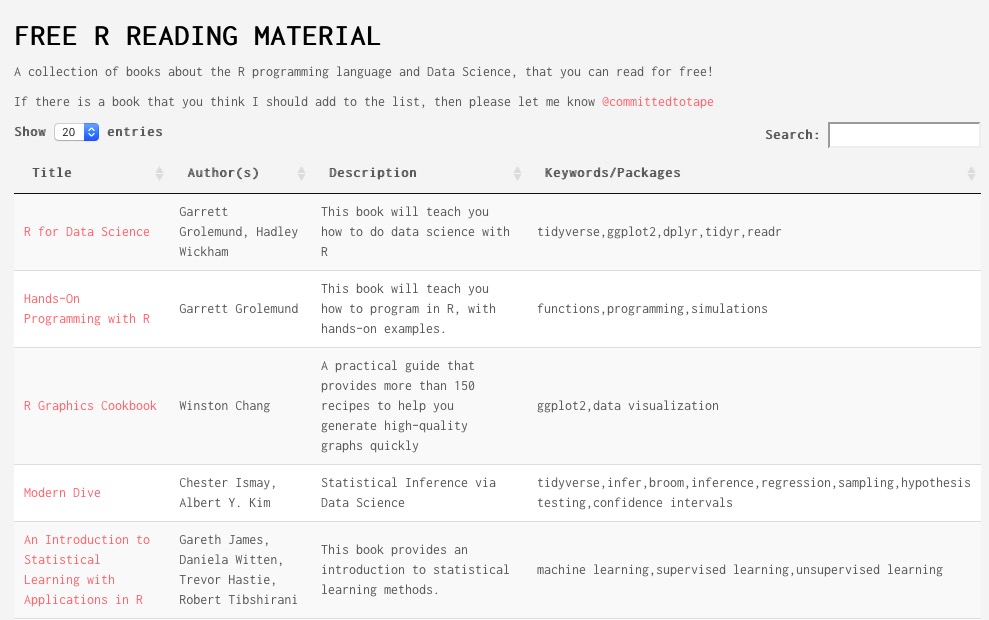 FREE R READING MATERIAL
A collection of books about the R programming language and Data Science, that you can read for free!
If there is a book that you think I should add to the list, then please let me know @committedtotape
Show 20 entries
Search:
Title Author(s) Description Keywords/Packages
R for Data Science
Garrett
Grolemund, Hadley
Wickham
This book will teach you
how to do data science with
R
tidyverse,ggplot2,dplyr,tidyr,readr
Hands-On
Programming with R
Garrett Grolemund
This book will teach you
how to program in R, with
hands-on examples.
functions,programming,simulations
R Graphics Cookbook
Winston Chang
A practical guide that
provides more than 150
recipes to help you
generate high-quality
graphs quickly
ggplot2,data visualization
Modern Dive
Chester Ismay,
Albert Y. Kim
Statistical Inference via
Data Science
tidyverse,infer,broom,inference,regression,sampling,hypothesis
testing,confidence intervals
An Introduction to
Statistical
Learning with
Applications in R
Gareth James,
Daniela Witten,
Trevor Hastie,
Robert Tibshirani
This book provides an
introduction to statistical
learning methods.
machine learning,supervised learning,unsupervised learning